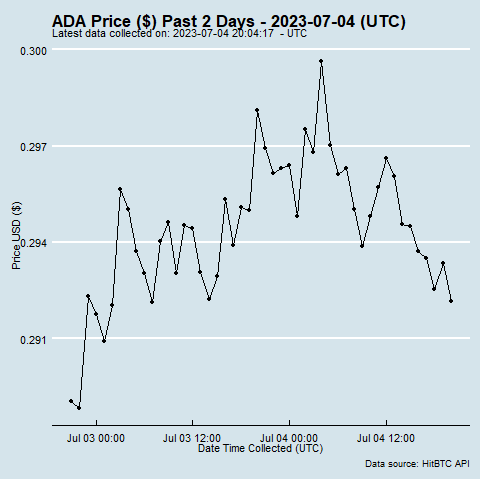 ADA Price ($) Past 2 Days - 2023-07-04 (UTC)
Latest data collected on: 2023-07-04 20:04:17  - UTC
0.300
0.297
0.294
0.291
Price USD ($)
Jul 03 00:00
Jul 03 12:00
Jul 04 00:00
Jul 04 12:00
Date Time Collected (UTC)
Data source: HitBTC API